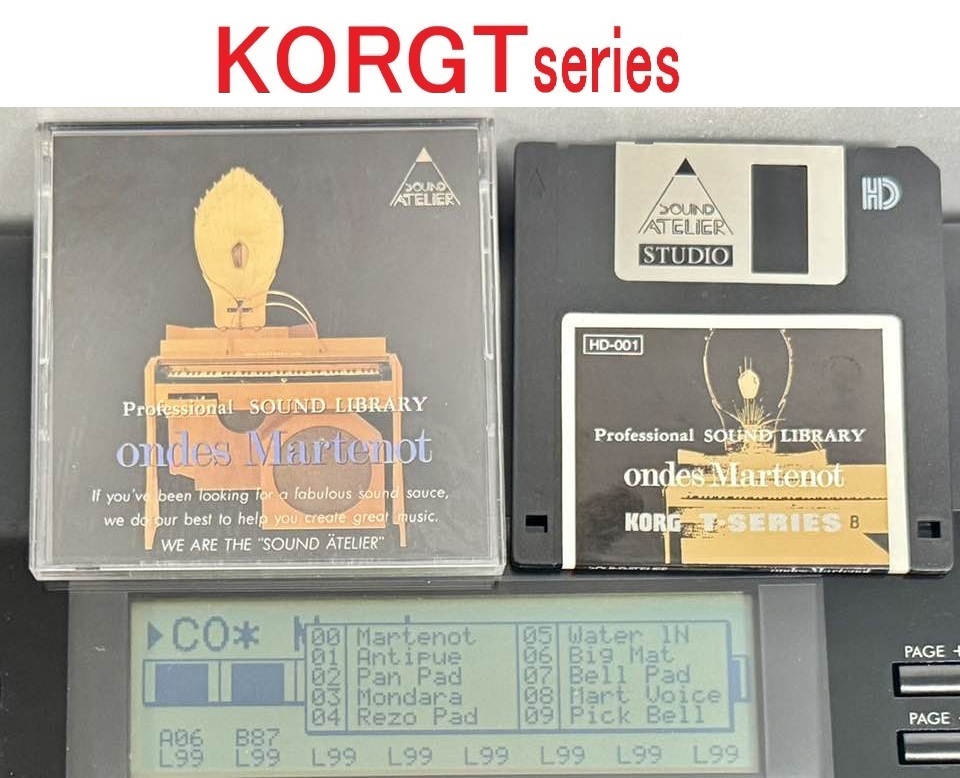 KORGT series
SOUND
ATELIER
Professional SOUND LIBRARY
ondes Martenot
If you've been looking for a fabulous sound sauce,
we do our best to help you create great music.
WE ARE THE "SOUND ÄTELIER"
SOUND
ATELIER
STUDIO
HD
HD-001
Professional SOUND LIBRARY
ondes Martenot
KORG T-SERIES B
CO*
00 Martenot 05 Water 1N
01 Antipue 06 Big Mat
02 Pan Pad 07 Bell Pad
03 Mondara 08 Mart Voice
04 Rezo Pad 09 Pick Bell
A06 B87
L99 L99 L99 L99 L99 L99 L99 L99
PAGE +
PAGE